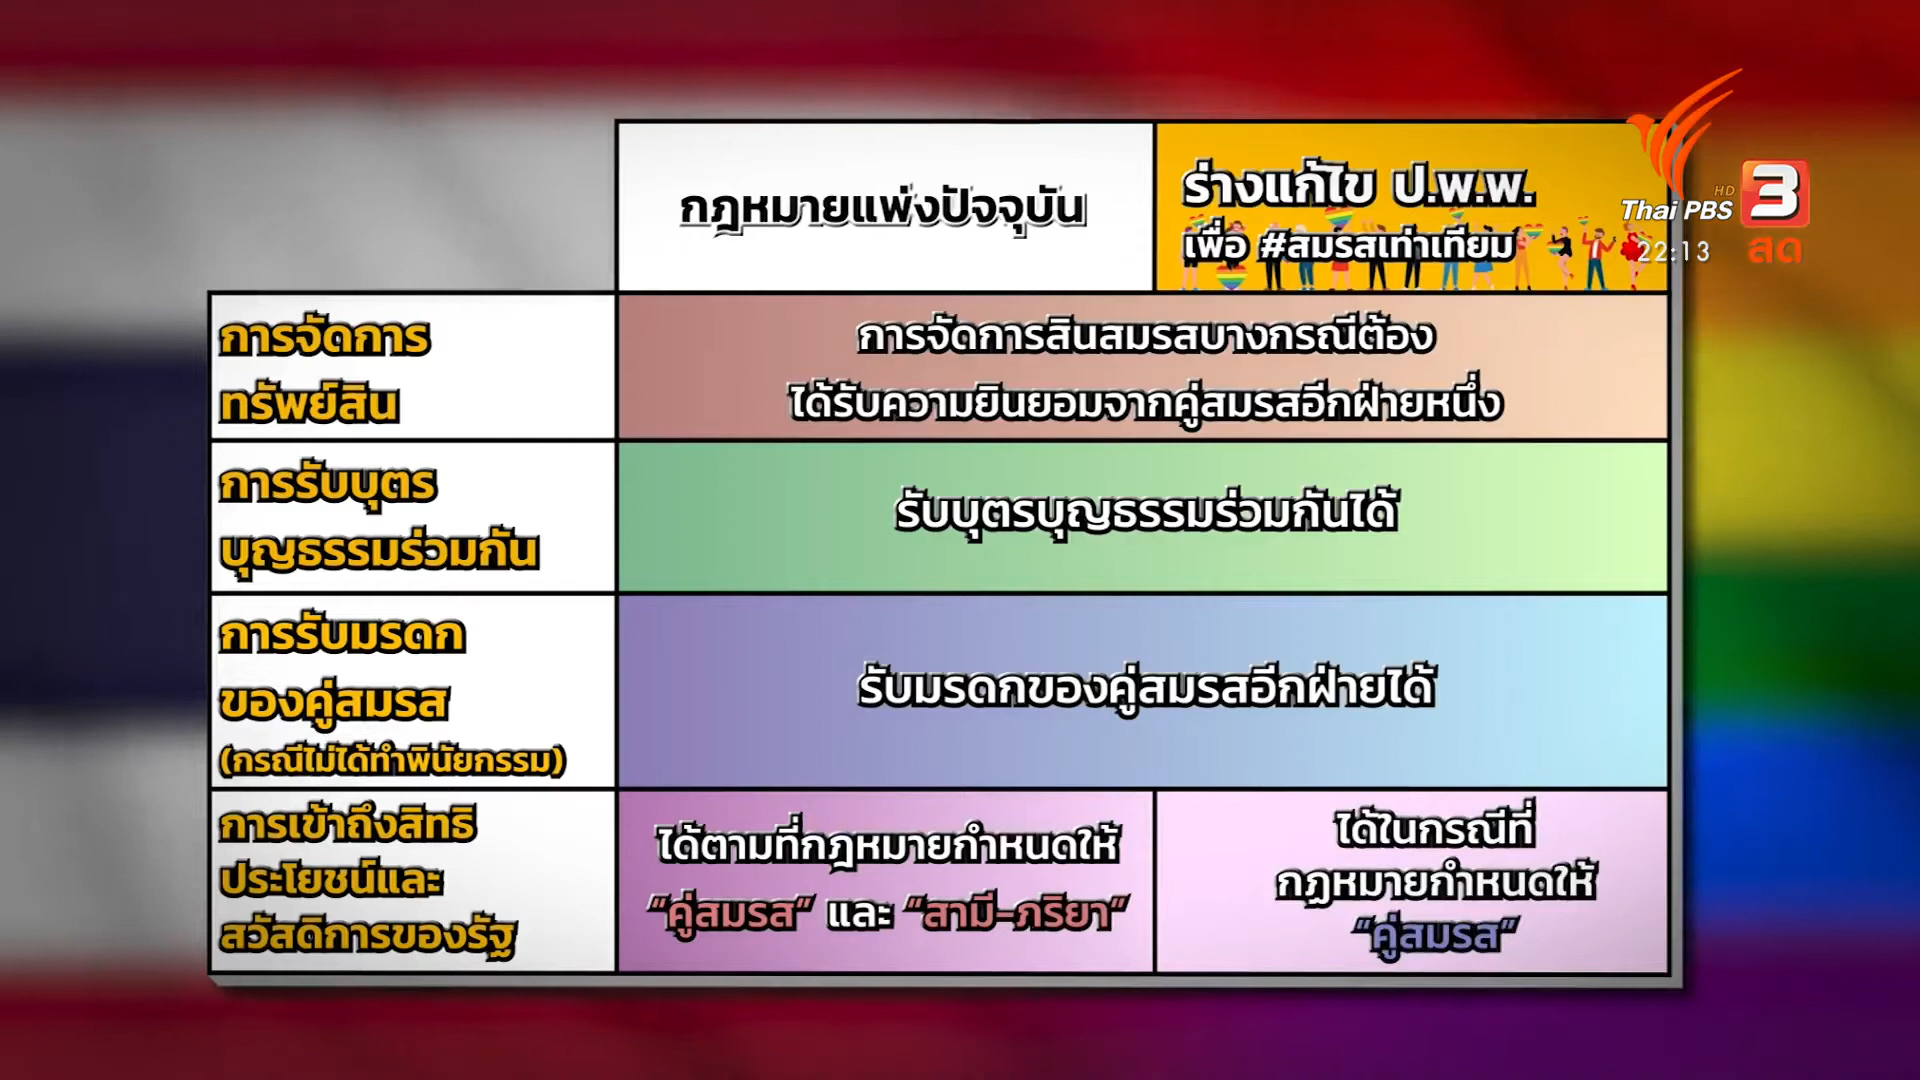 กฎหมายแพ่งปัจจุบัน
ร่างแก้ไข ป.พ.พ.
เพื่อ #สมรสเท่าเทียม
HD
Thai PBS
3
22:13
สด
การจัดการ
ทรัพย์สิน
การจัดการสินสมรสบางกรณีต้อง
ได้รับความยินยอมจากคู่สมรสอีกฝ่ายหนึ่ง
การรับบุตร
บุญธรรมร่วมกัน
รับบุตรบุญธรรมร่วมกันได้
การรับมรดก
ของคู่สมรส
(กรณีไม่ได้ทำพินัยกรรม)
รับมรดกของคู่สมรสอีกฝ่ายได้
การเข้าถึงสิทธิ
ประโยชน์และ
สวัสดิการของรัฐ
ได้ตามที่กฎหมายกำหนดให้
“คู่สมรส” และ “สามี-ภริยา”
ได้ในกรณีที่
กฎหมายกำหนดให้
“คู่สมรส”